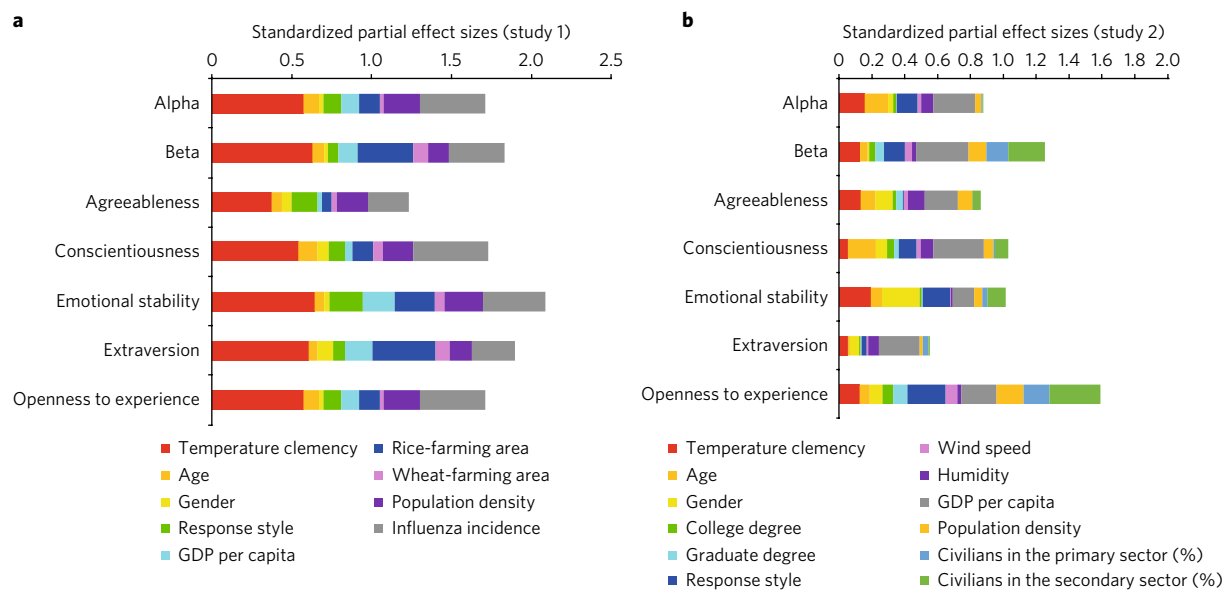 a
Standardized partial effect sizes (study 1)
0 0.5 1.0 1.5 2.0 2.5
Alpha
Beta
Agreeableness
Conscientiousness
Emotional stability
Extraversion
Openness to experience
Temperature clemency
Age
Gender
Response style
GDP per capita
Rice-farming area
Wheat-farming area
Population density
Influenza incidence
b
Standardized partial effect sizes (study 2)
0 0.2 0.4 0.6 0.8 1.0 1.2 1.4 1.6 1.8 2.0
Alpha
Beta
Agreeableness
Conscientiousness
Emotional stability
Extraversion
Openness to experience
Temperature clemency
Age
Gender
College degree
Graduate degree
Response style
Wind speed
Humidity
GDP per capita
Population density
Civilians in the primary sector (%)
Civilians in the secondary sector (%)